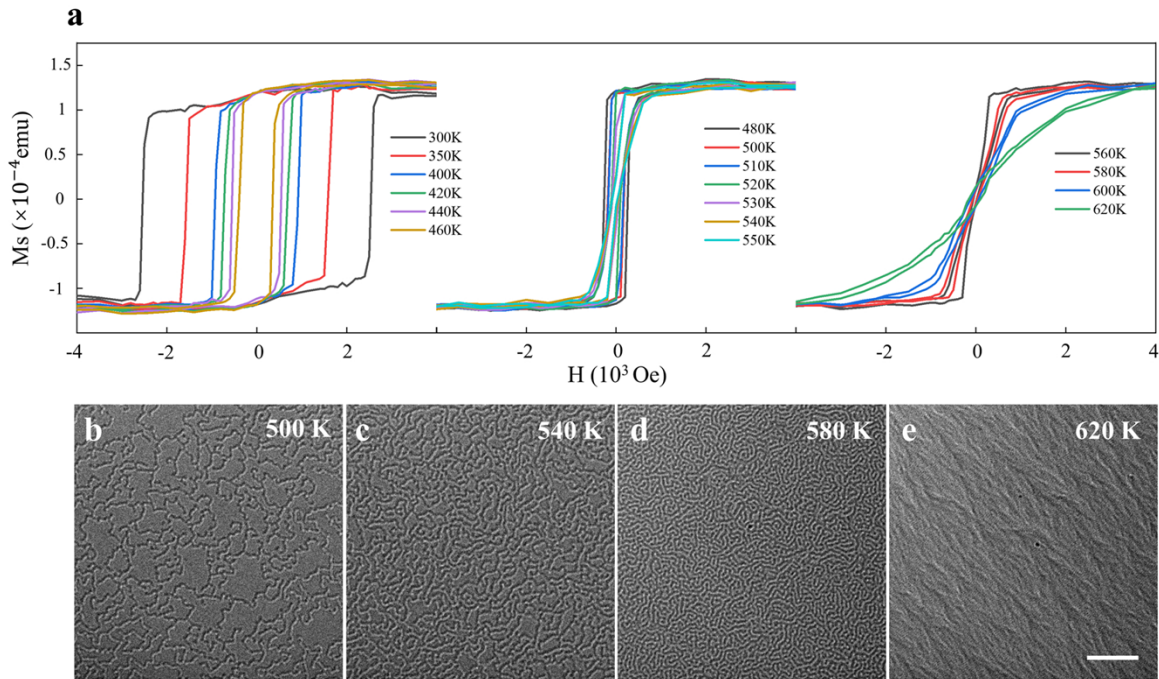 a
Ms (×10⁻⁴emu)
1.5
1
0.5
0
-0.5
-1
300K
350K
400K
420K
440K
460K
480K
500K
510K
520K
530K
540K
550K
560K
580K
600K
620K
-4 -2 0 2 -2 0 2 -2 0 2 4
H (10³ Oe)
b 500 K c 540 K d 580 K e 620 K